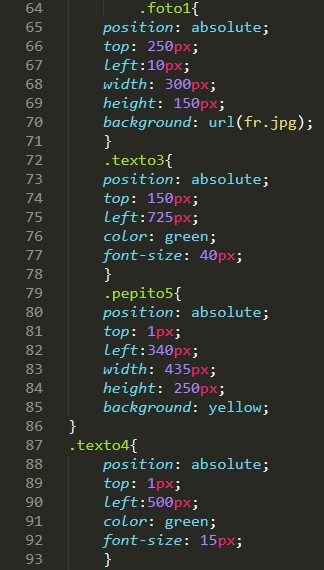 64 .foto1{
65 position: absolute;
66 top: 250px;
67 left:10px;
68 width: 300px;
69 height: 150px;
70 background: url(fr.jpg);
71 }
72 .texto3{
73 position: absolute;
74 top: 150px;
75 left:725px;
76 color: green;
77 font-size: 40px;
78 }
79 .pepito5{
80 position: absolute;
81 top: 1px;
82 left:340px;
83 width: 435px;
84 height: 250px;
85 background: yellow;
86 }
87 .texto4{
88 position: absolute;
89 top: 1px;
90 left:500px;
91 color: green;
92 font-size: 15px;
93 }